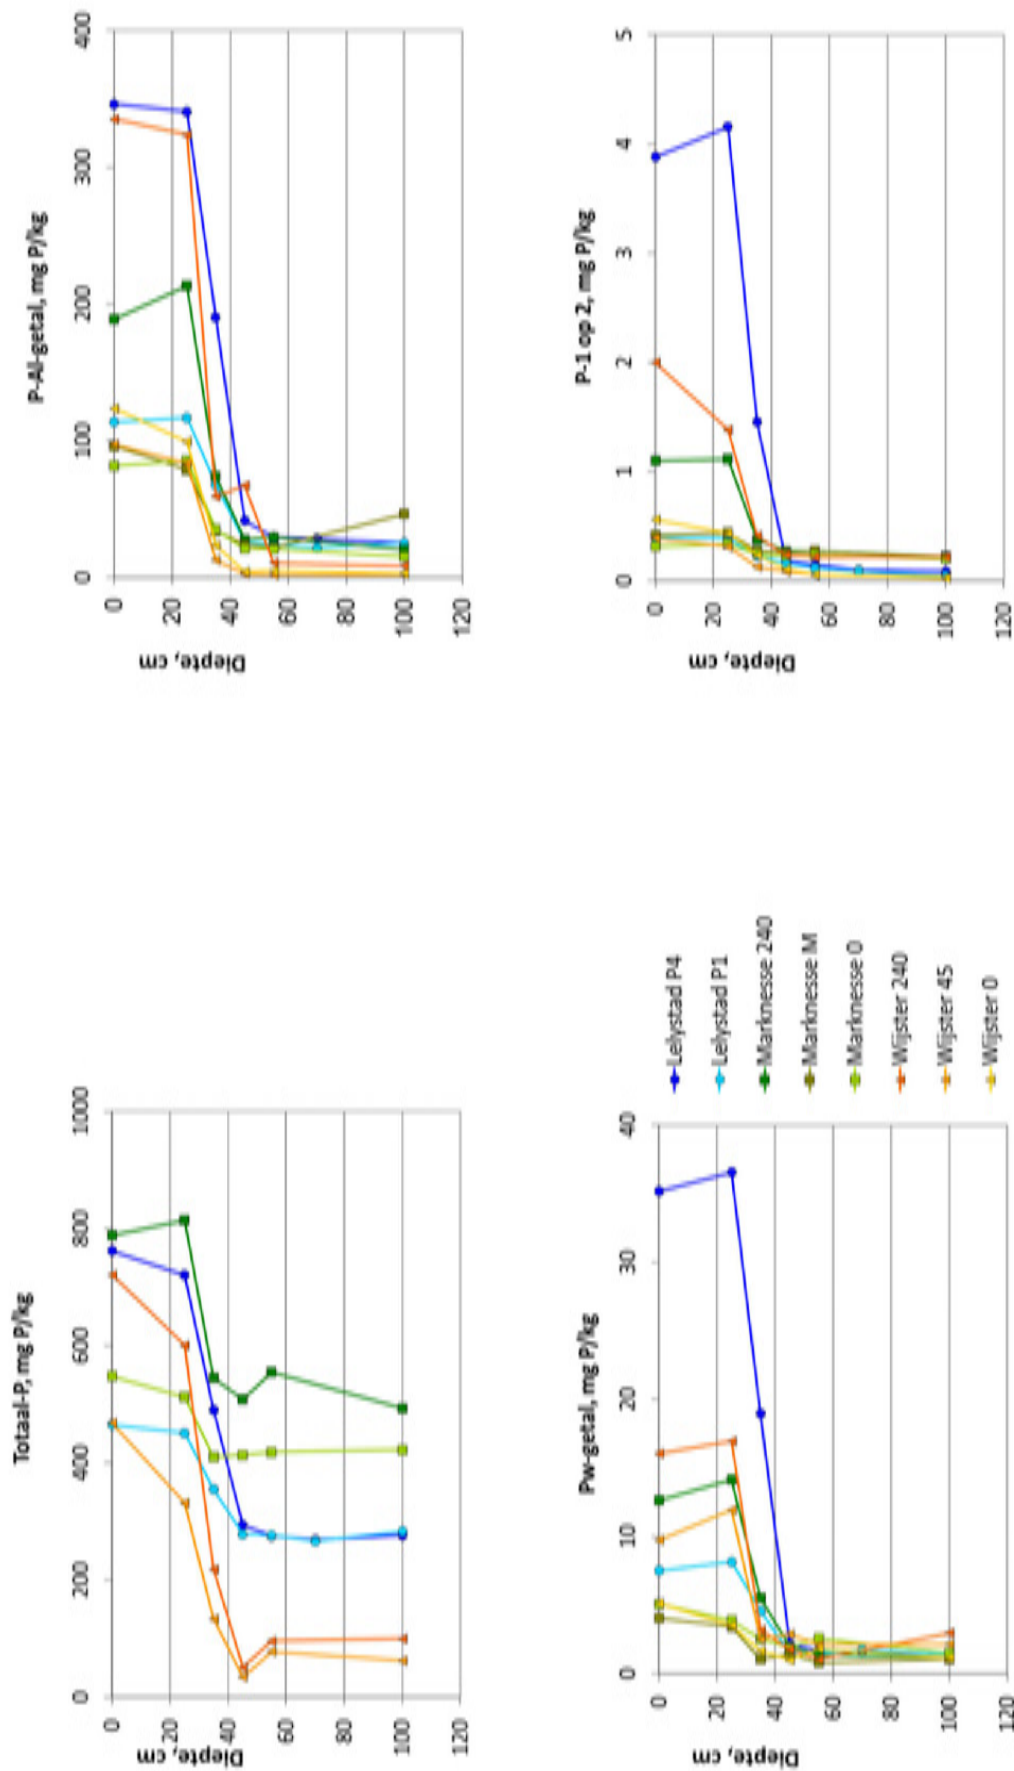 Totaal-P, mg P/kg
0 200 400 600 800 1000
0
20
40
60
80
100
120
Diepte, cm
P-Al-getal, mg P/kg
0 100 200 300 400
0
20
40
60
80
100
120
Diepte, cm
Pw-getal, mg P/kg
0 10 20 30 40
0
20
40
60
80
100
120
Diepte, cm
Lelystad P4
Lelystad P1
Marknesse 240
Marknesse M
Marknesse 0
Wijster 240
Wijster 45
Wijster 0
P-1 op 2, mg P/kg
0 1 2 3 4 5
0
20
40
60
80
100
120
Diepte, cm